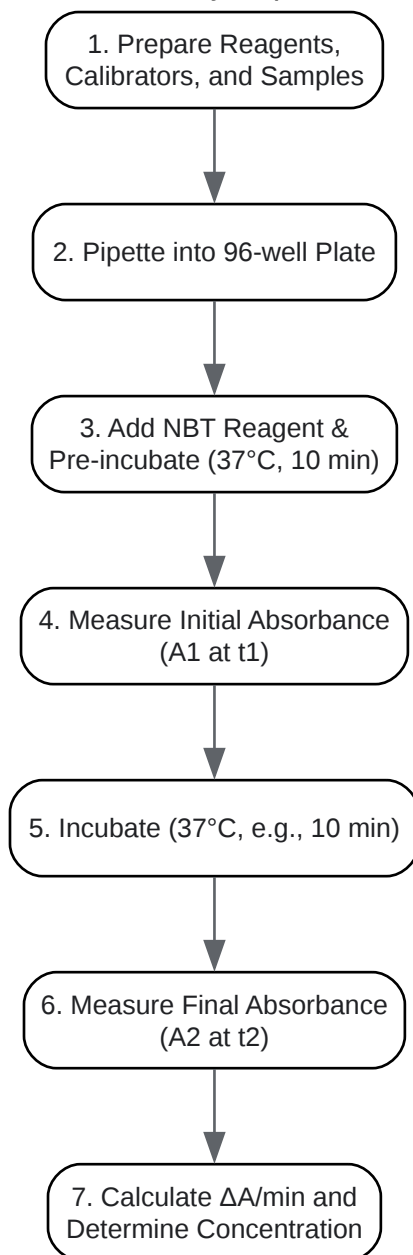 1. Prepare Reagents,
Calibrators, and Samples
2. Pipette into 96-well Plate
3. Add NBT Reagent &
Pre-incubate (37°C, 10 min)
4. Measure Initial Absorbance
(A1 at t1)
5. Incubate (37°C, e.g., 10 min)
6. Measure Final Absorbance
(A2 at t2)
7. Calculate ΔA/min and
Determine Concentration